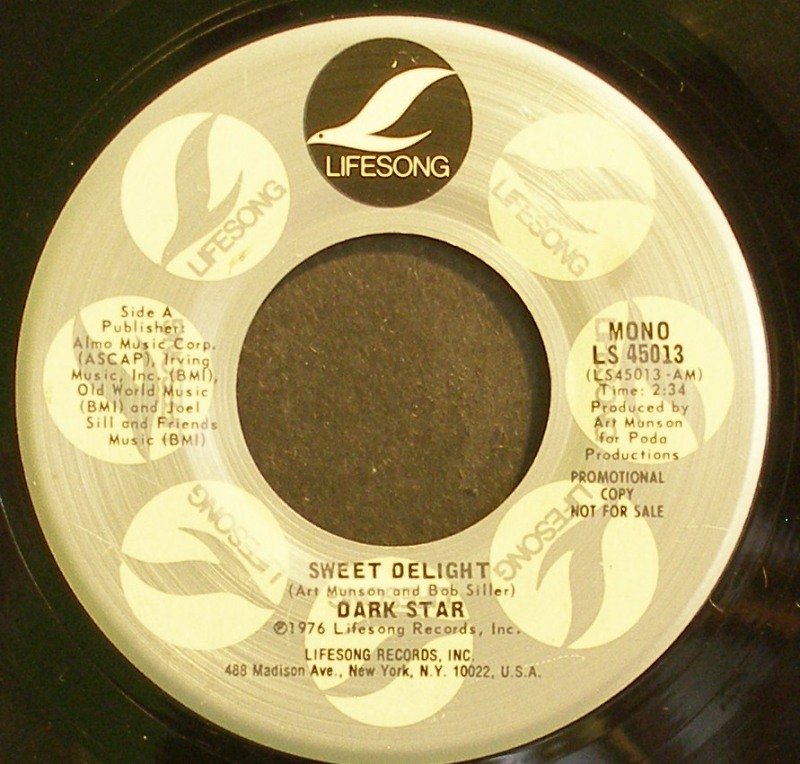 LIFESONG
LIFESONG
LIFESONG
Side A
Publisher:
Almo Music Corp.
(ASCAP), Irving
Music, Inc. (BMI),
Old World Music
(BMI) and Joel
Sill and Friends
Music (BMI)
MONO
LS 45013
(LS45013-AM)
Time: 2:34
Produced by
Art Munson
for Poda
Productions
PROMOTIONAL
COPY
NOT FOR SALE
LIFESONG
LIFESONG
SWEET DELIGHT
(Art Munson and Bob Siller)
DARK STAR
℗1976 Lifesong Records, Inc.
LIFESONG RECORDS, INC.
488 Madison Ave., New York, N.Y. 10022, U.S.A.